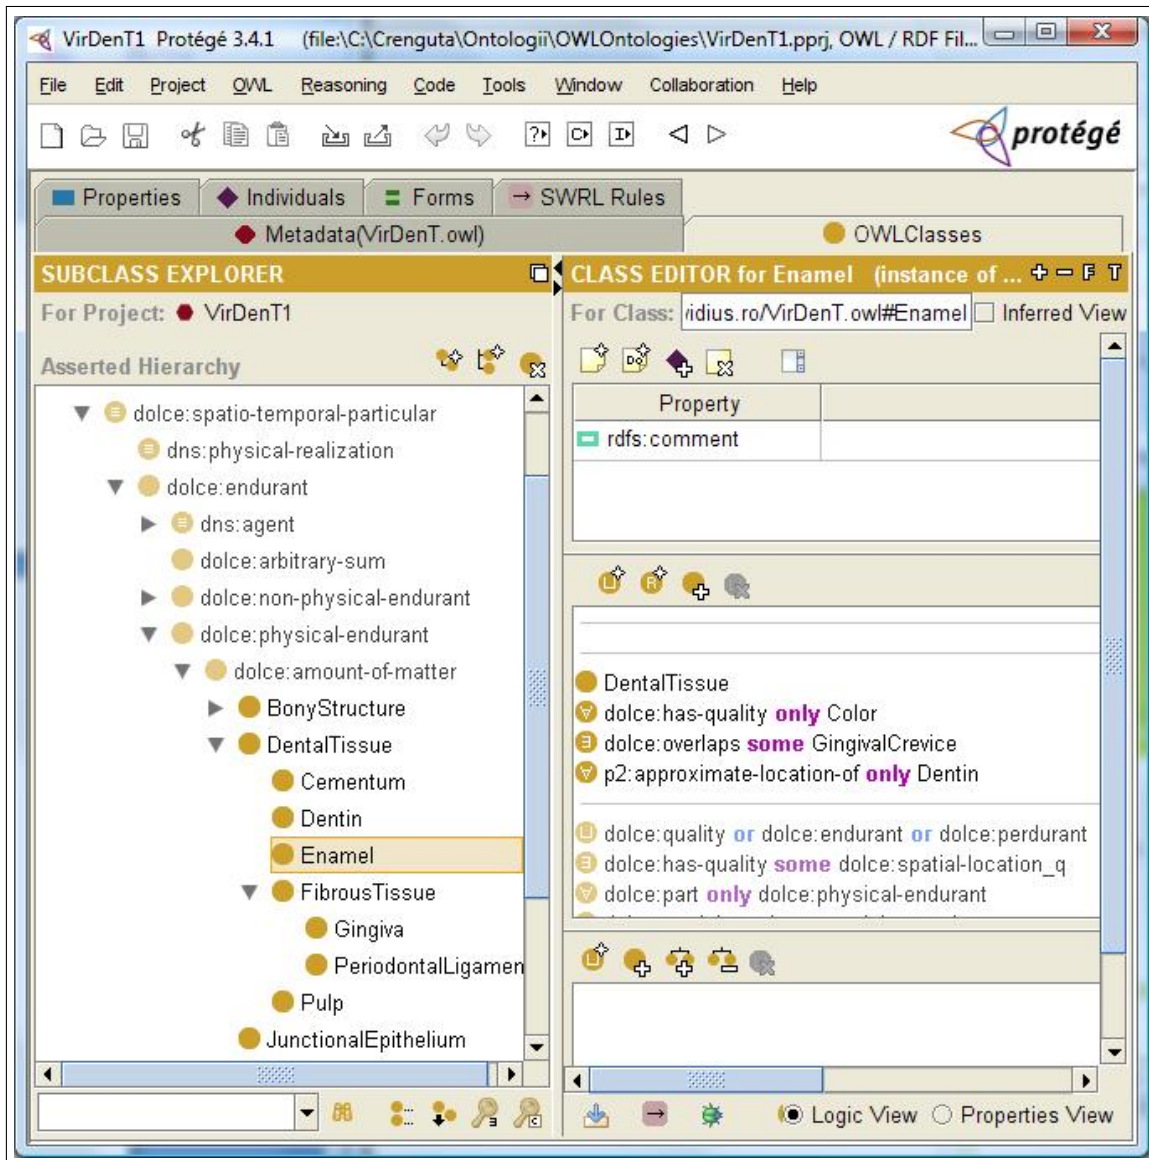 VirDenT1 Protégé 3.4.1 (file:\C:\Crenguta\Ontologii\OWLOntologies\VirDenT1.pprj, OWL / RDF Fil...
File Edit Project OWL Reasoning Code Tools Window Collaboration Help
protégé
Properties Individuals Forms SWRL Rules
Metadata(VirDenT.owl) OWLClasses
SUBCLASS EXPLORER
For Project: VirDenT1
Asserted Hierarchy
dolce:spatio-temporal-particular
dns:physical-realization
dolce:endurant
dns:agent
dolce:arbitrary-sum
dolce:non-physical-endurant
dolce:physical-endurant
dolce:amount-of-matter
BonyStructure
DentalTissue
Cementum
Dentin
Enamel
FibrousTissue
Gingiva
PeriodontalLigamen
Pulp
JunctionalEpithelium
CLASS EDITOR for Enamel (instance of ... F T
For Class: vidius.ro/VirDenT.owl#Enamel Inferred View
Property
rdfs:comment
DentalTissue
dolce:has-quality only Color
dolce:overlaps some GingivalCrevice
p2:approximate-location-of only Dentin
dolce:quality or dolce:endurant or dolce:perdurant
dolce:has-quality some dolce:spatial-location_q
dolce:part only dolce:physical-endurant
Logic View Properties View